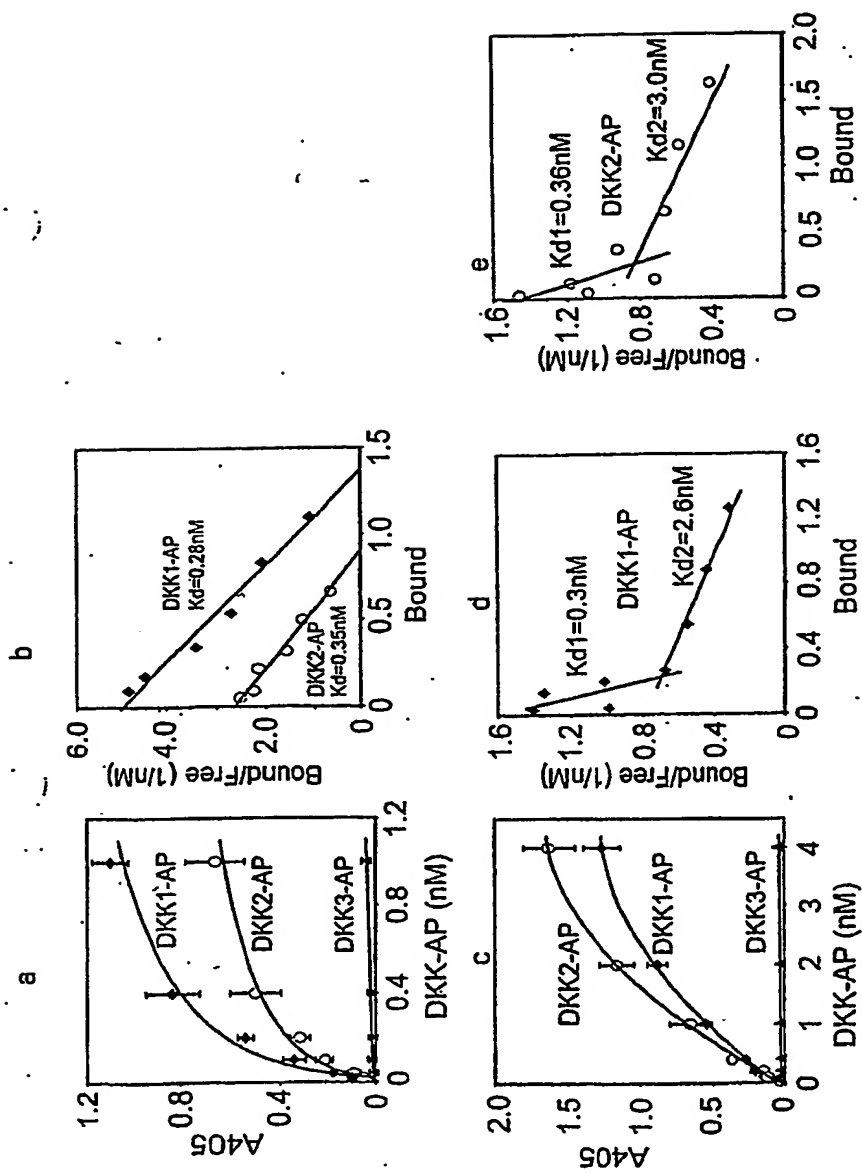 a
A405
1.2
0.8
0.4
0
DKK1-AP
DKK2-AP
DKK3-AP
0 0.4 0.8 1.2
DKK-AP (nM)
b
Bound/Free (1/nM)
6.0
4.0
2.0
0
DKK1-AP
Kd=0.28nM
DKK2-AP
Kd=0.35nM
0 0.5 1.0 1.5
Bound
c
A405
2.0
1.5
1.0
0.5
0
DKK2-AP
DKK1-AP
DKK3-AP
0 1 2 3 4
DKK-AP (nM)
d
Bound/Free (1/nM)
1.6
1.2
0.8
0.4
0
Kd1=0.3nM
DKK1-AP
Kd2=2.6nM
0 0.4 0.8 1.2 1.6
Bound
e
Bound/Free (1/nM)
1.6
1.2
0.8
0.4
0
Kd1=0.36nM
DKK2-AP
Kd2=3.0nM
0 0.5 1.0 1.5 2.0
Bound